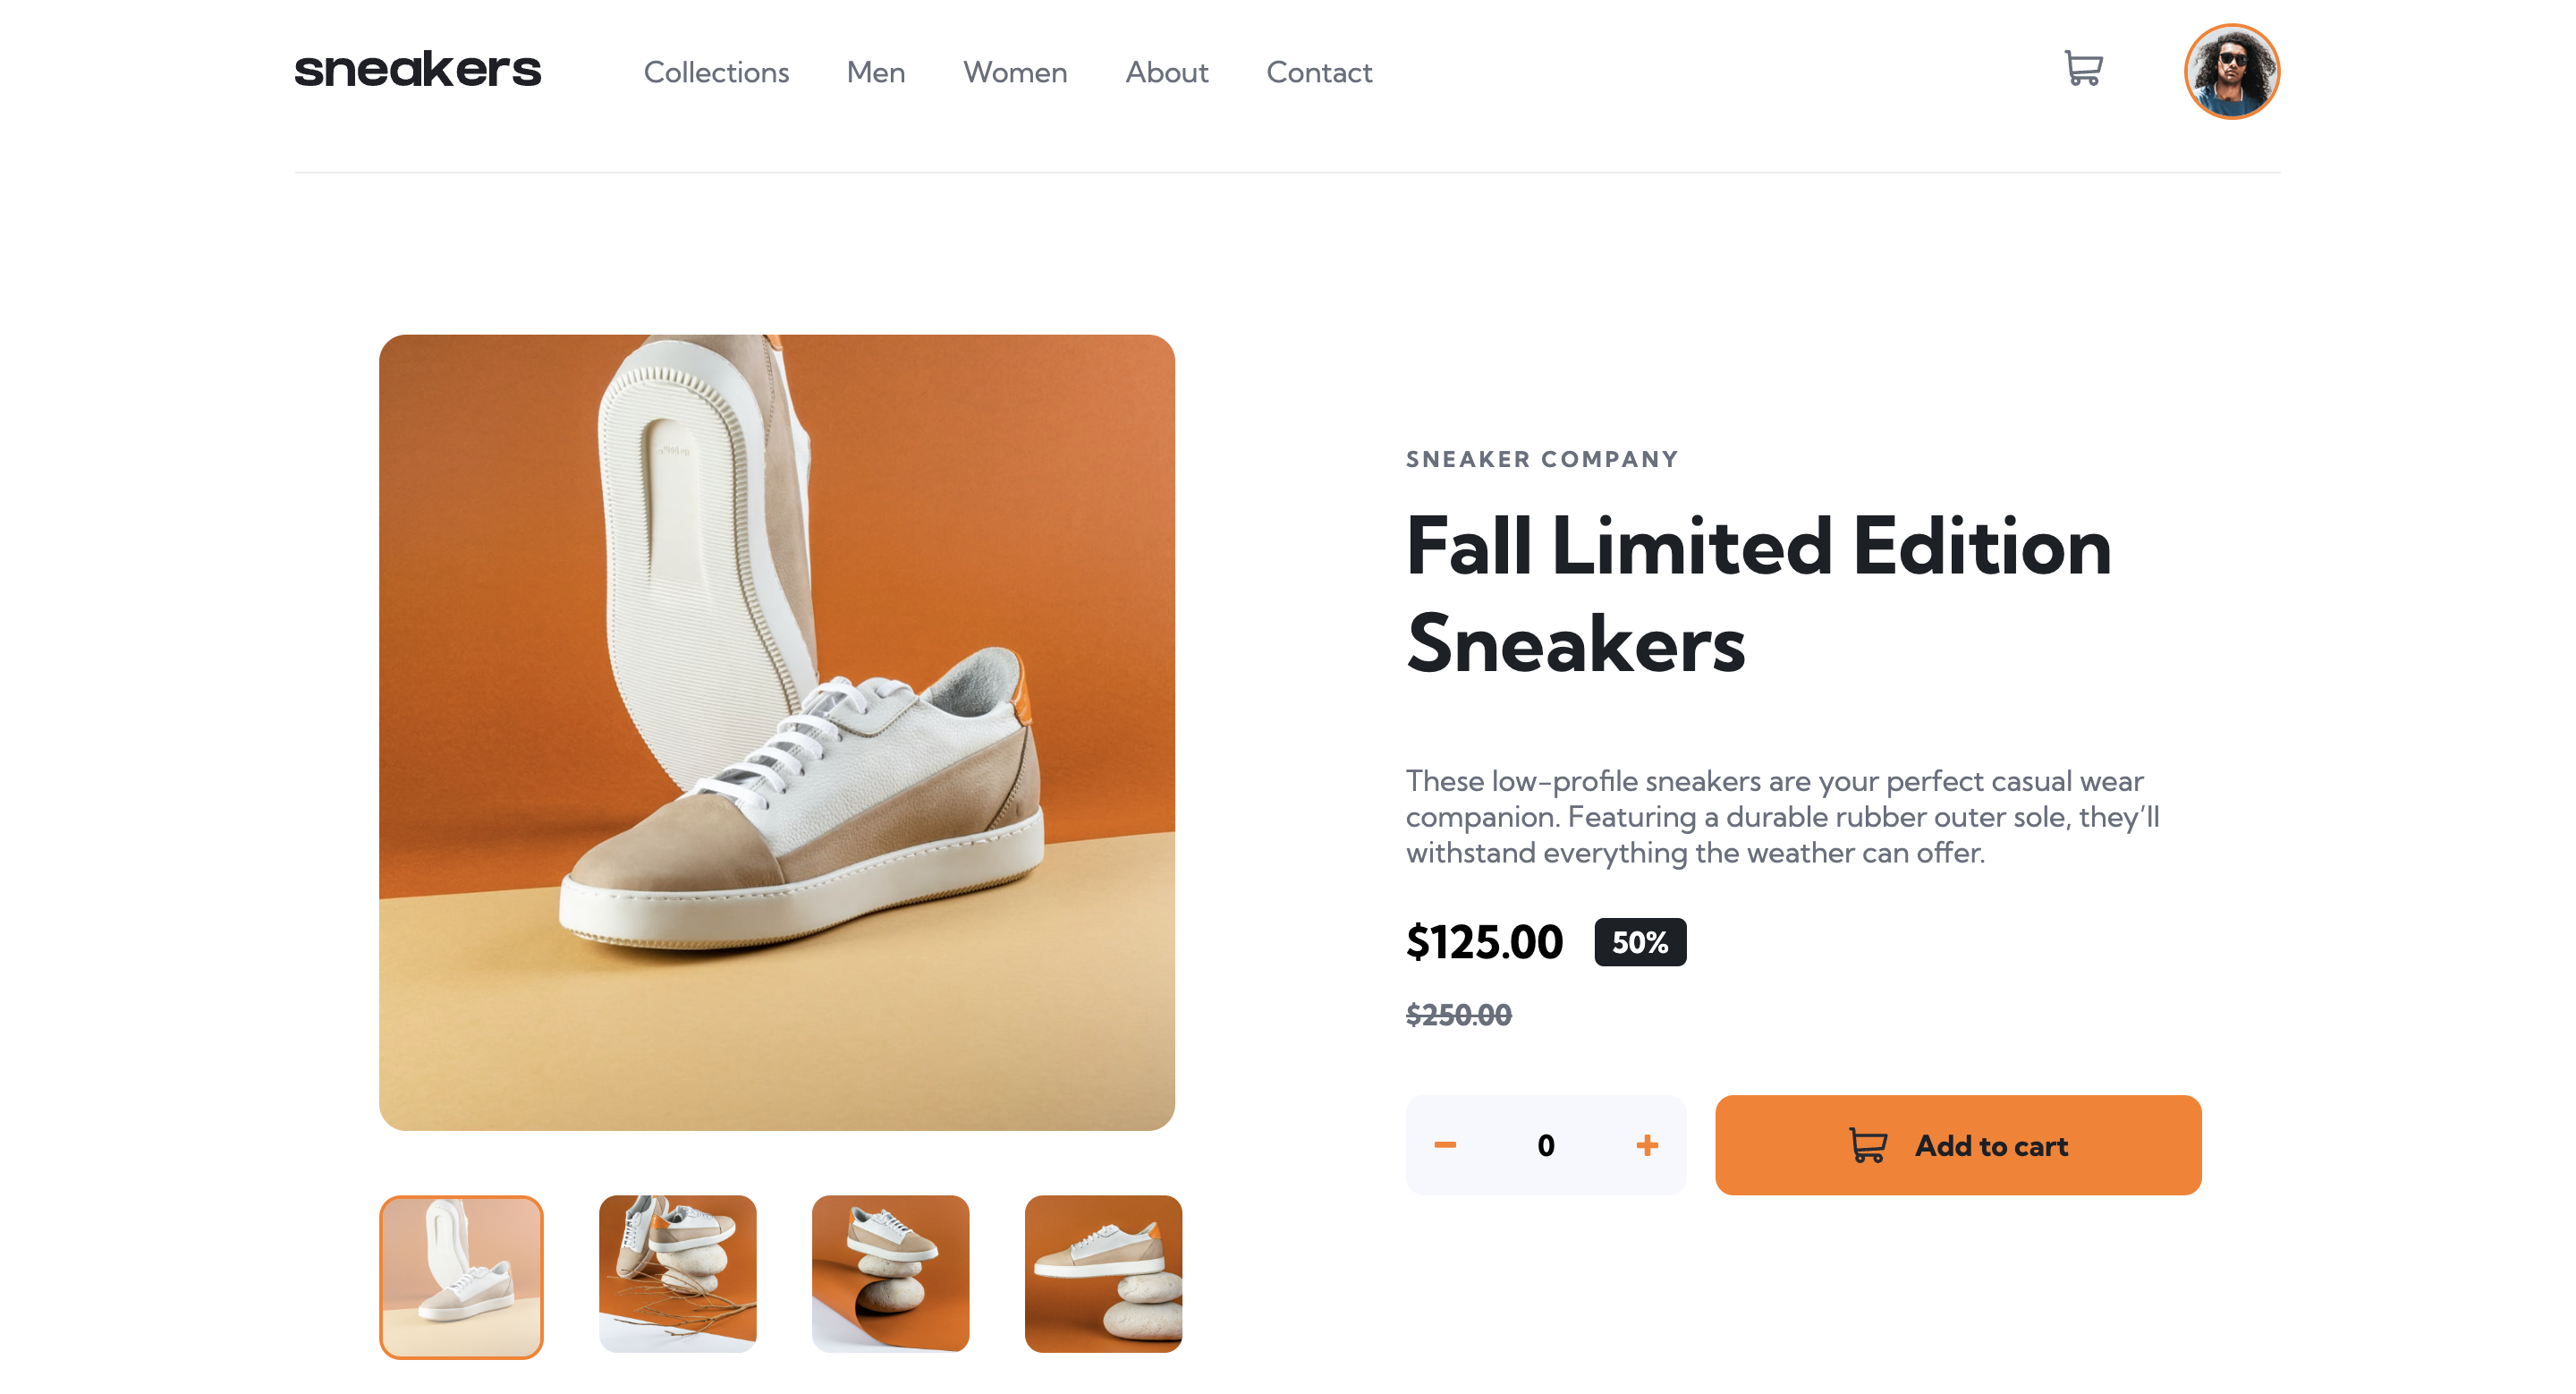 sneakers
Collections Men Women About Contact
SNEAKER COMPANY
Fall Limited Edition
Sneakers
These low-profile sneakers are your perfect casual wear
companion. Featuring a durable rubber outer sole, they’ll
withstand everything the weather can offer.
$125.00 50%
$250.00
0 Add to cart